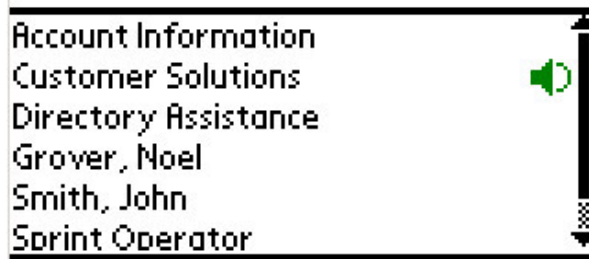 Account Information
Customer Solutions
Directory Assistance
Grover, Noel
Smith, John
Sprint Operator